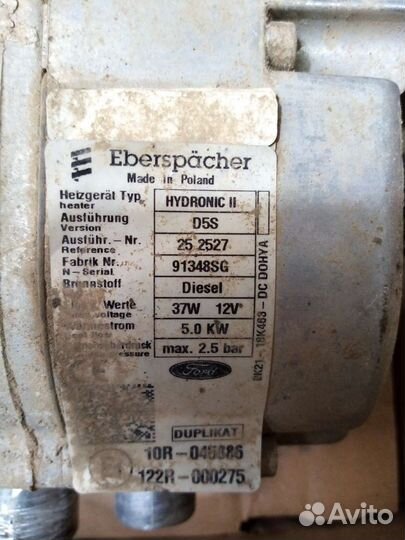 Eberspächer
Made in Poland
Heizgerät Typ HYDRONIC II
heater
Ausführung D5S
Version
Ausführ.-Nr. 25 2527
Reference
Fabrik Nr. 91348SG
N-Serial
Brennstoff Diesel
Werte 37W 12V
voltage
5.0 KW
max. 2.5 bar
Ford
BK21-18K463-DC DOHYA
DUPLIKAT
122R-000275
Avito